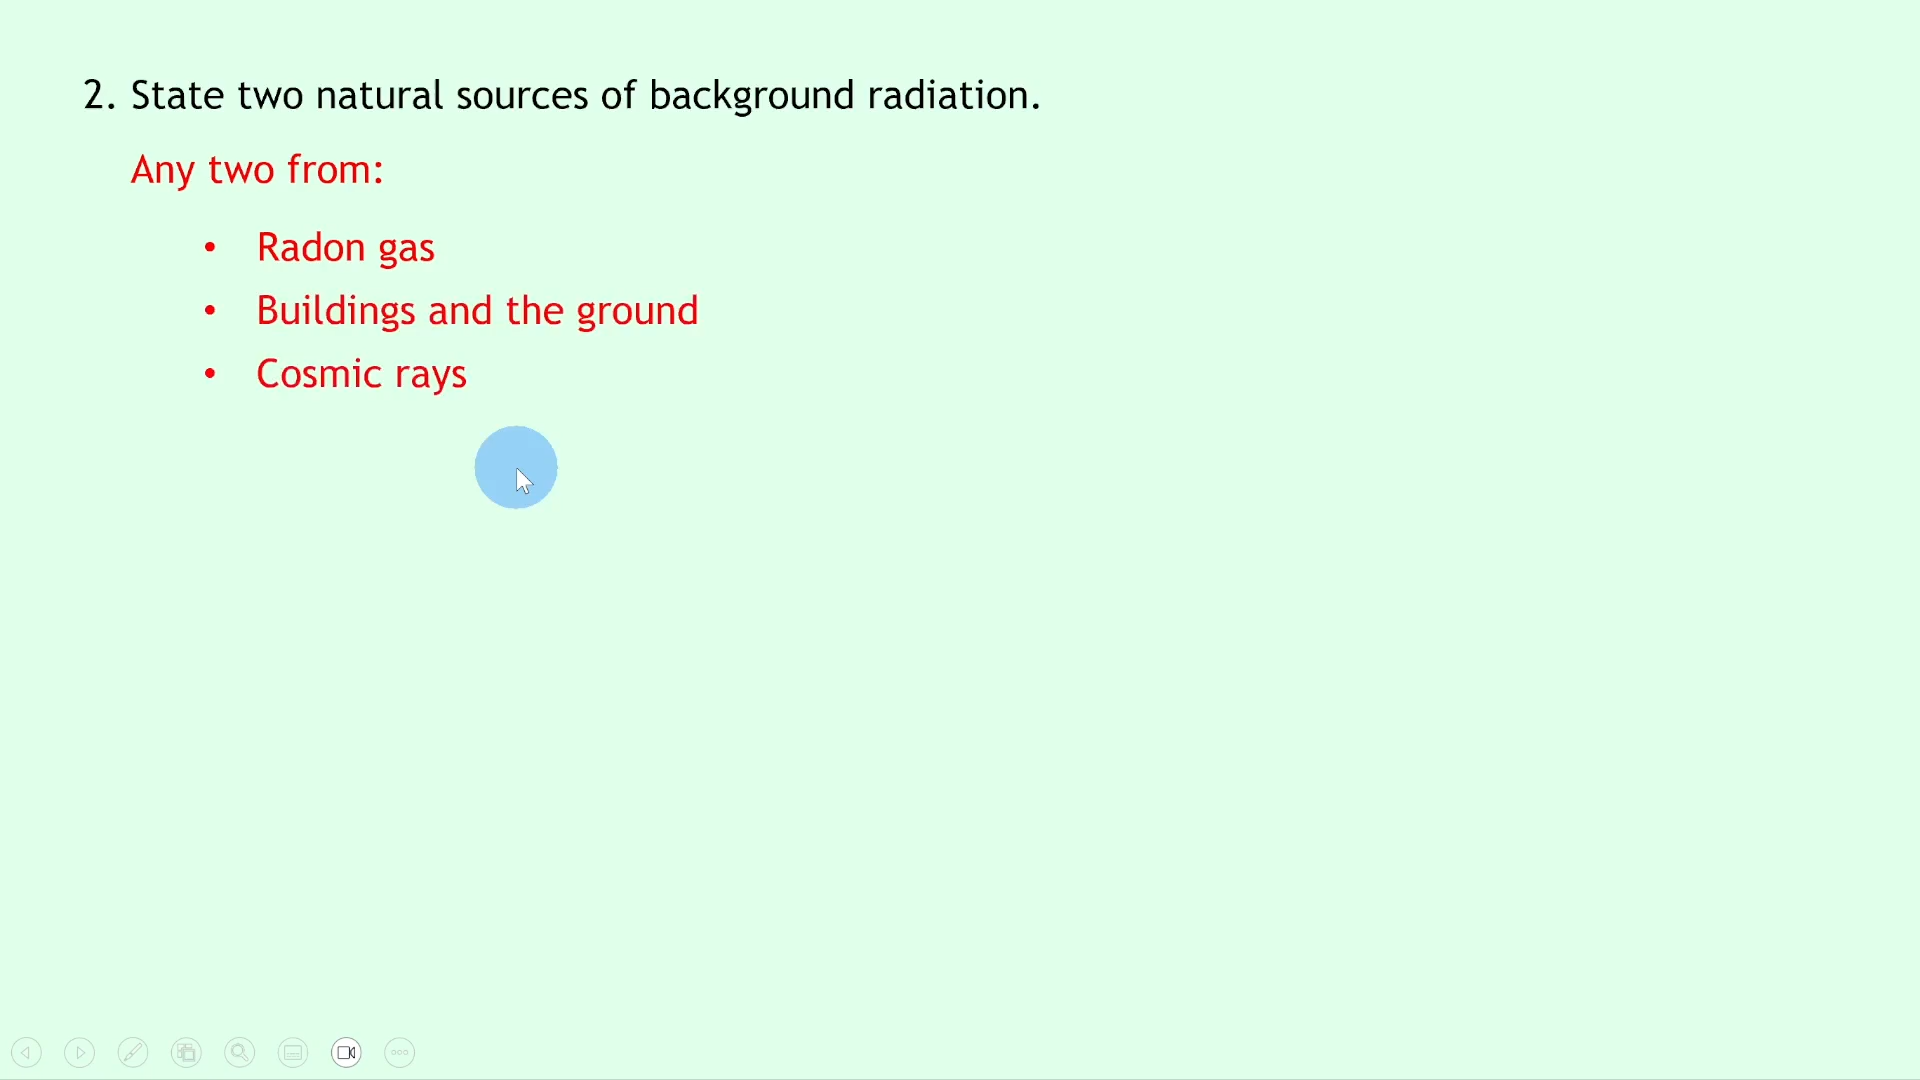 2. State two natural sources of background radiation.
Any two from:
• Radon gas
• Buildings and the ground
• Cosmic rays